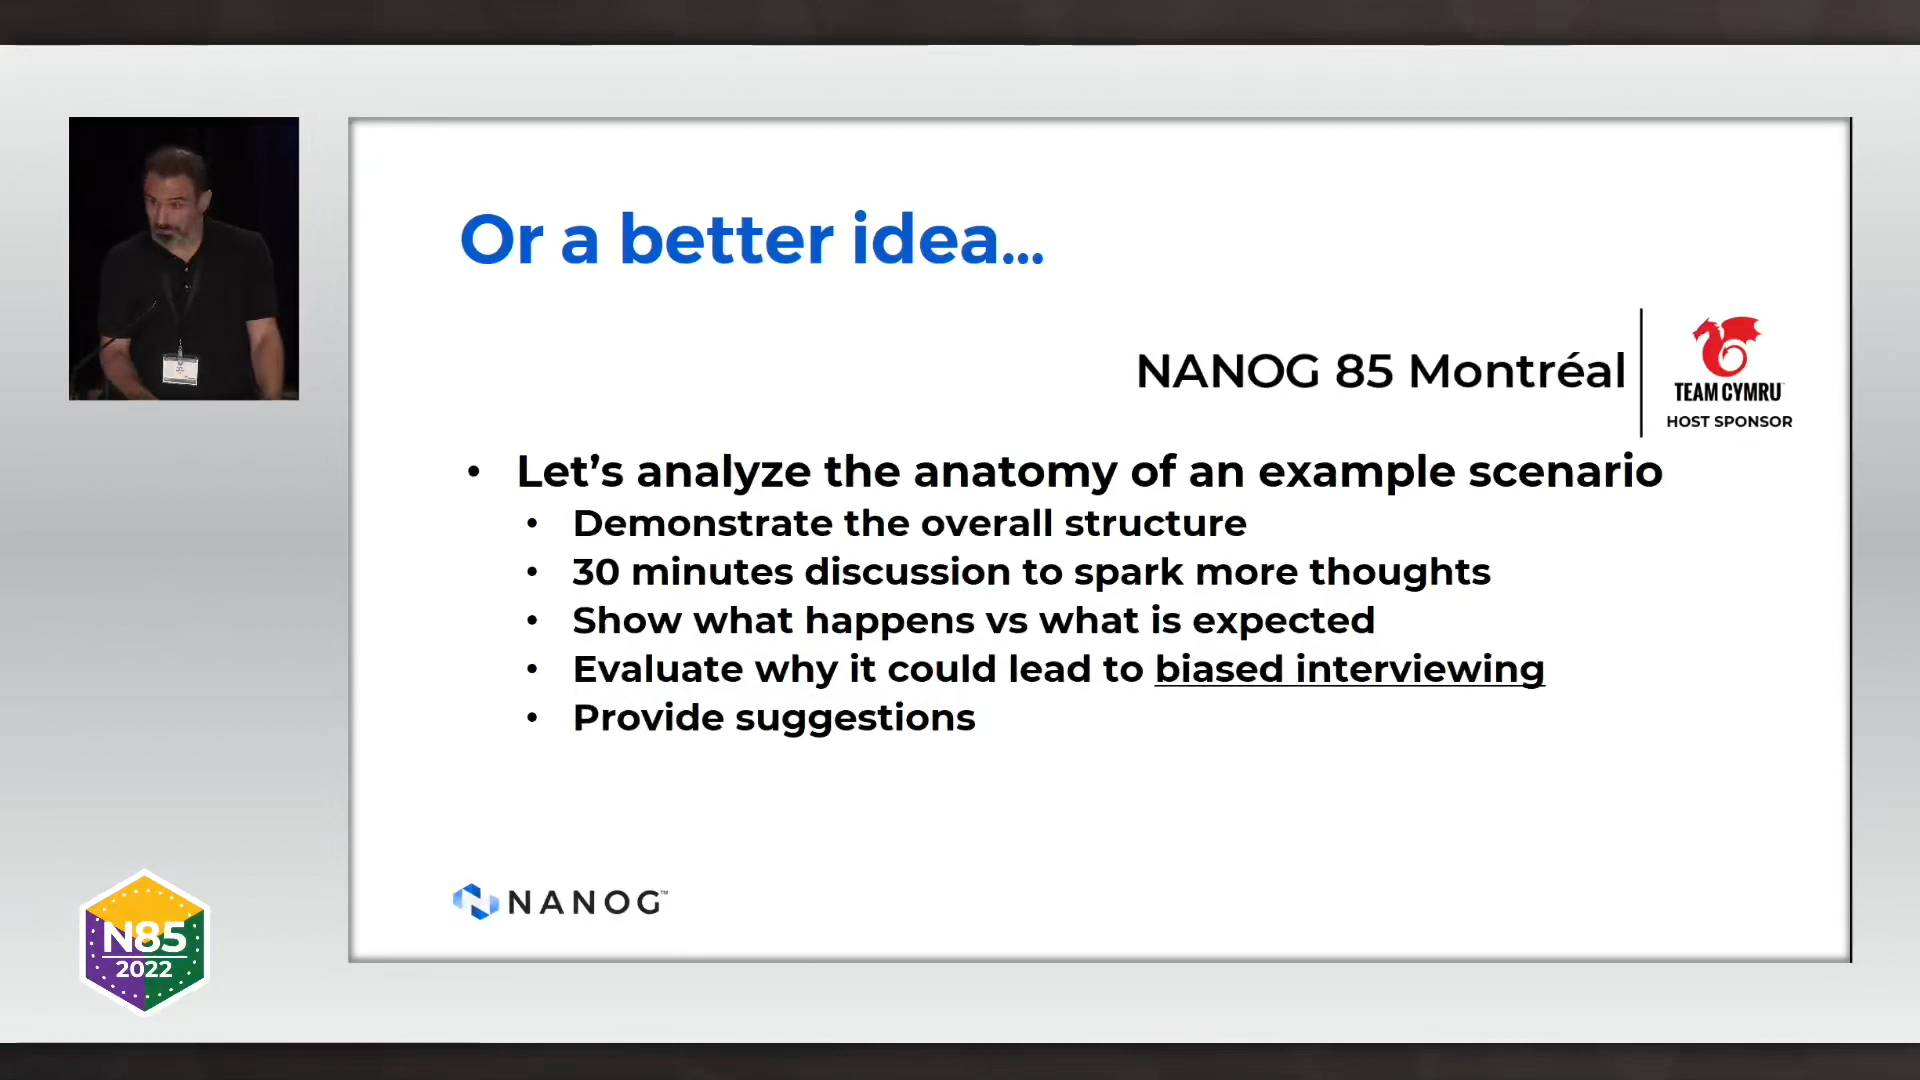 Or a better idea...
NANOG 85 Montréal
TEAM CYMRU
HOST SPONSOR
• Let’s analyze the anatomy of an example scenario
• Demonstrate the overall structure
• 30 minutes discussion to spark more thoughts
• Show what happens vs what is expected
• Evaluate why it could lead to biased interviewing
• Provide suggestions
NANOG™
N85
2022